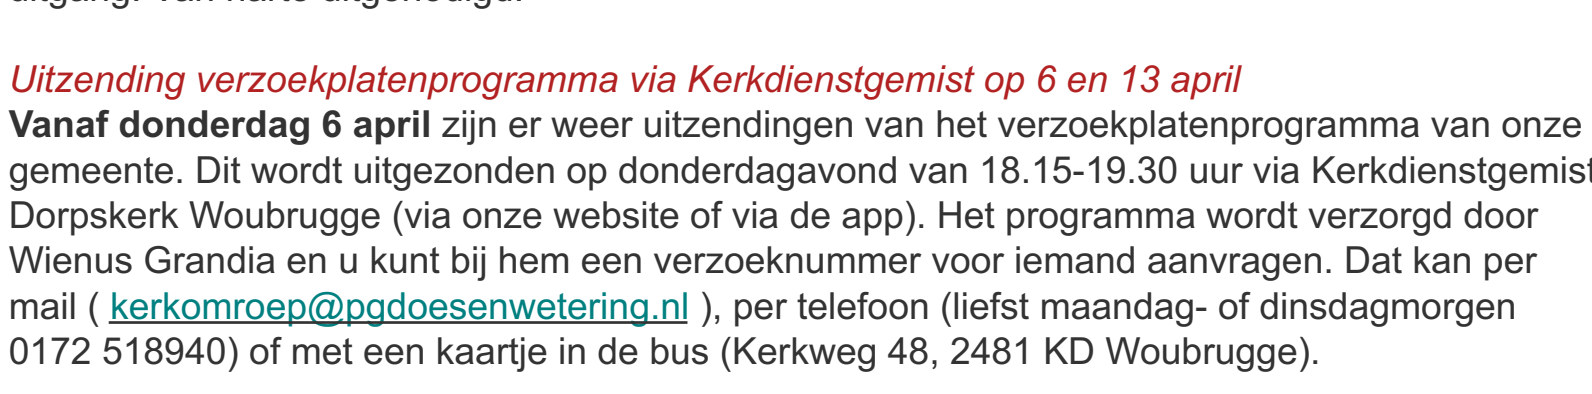 uitgang. Van harte uitgenodigd.
Uitzending verzoekplatenprogramma via Kerkdienstgemist op 6 en 13 april
Vanaf donderdag 6 april zijn er weer uitzendingen van het verzoekplatenprogramma van onze
gemeente. Dit wordt uitgezonden op donderdagavond van 18.15-19.30 uur via Kerkdienstgemist
Dorpskerk Woubrugge (via onze website of via de app). Het programma wordt verzorgd door
Wienus Grandia en u kunt bij hem een verzoeknummer voor iemand aanvragen. Dat kan per
mail ( kerkomroep@pgdoesenwetering.nl ), per telefoon (liefst maandag- of dinsdagmorgen
0172 518940) of met een kaartje in de bus (Kerkweg 48, 2481 KD Woubrugge).